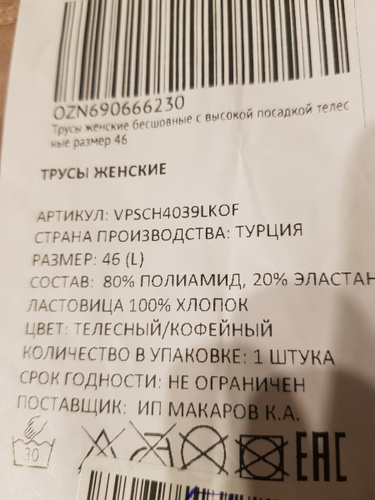 OZN690666230
Трусы женские бесшовные с высокой посадкой телес
ные размер 46
ТРУСЫ ЖЕНСКИЕ
АРТИКУЛ: VPSCH4039LKOF
СТРАНА ПРОИЗВОДСТВА: ТУРЦИЯ
РАЗМЕР: 46 (L)
СОСТАВ: 80% ПОЛИАМИД, 20% ЭЛАСТАН
ЛАСТОВИЦА 100% ХЛОПОК
ЦВЕТ: ТЕЛЕСНЫЙ/КОФЕЙНЫЙ
КОЛИЧЕСТВО В УПАКОВКЕ: 1 ШТУКА
СРОК ГОДНОСТИ: НЕ ОГРАНИЧЕН
ПОСТАВЩИК: ИП МАКАРОВ К.А.
30 EAC